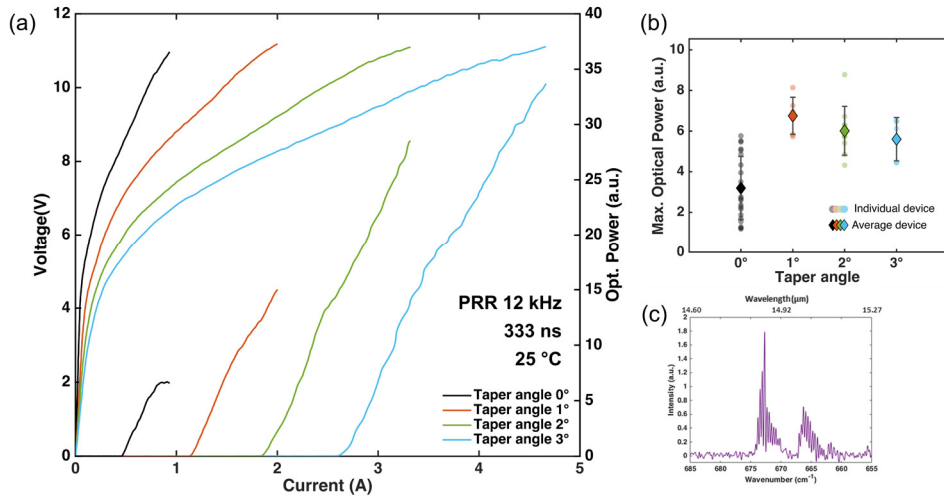 (a)
12
10
8
6
4
2
0
Voltage(V)
40
35
30
25
20
15
10
5
0
Opt. Power (a.u.)
PRR 12 kHz
333 ns
25 °C
Taper angle 0°
Taper angle 1°
Taper angle 2°
Taper angle 3°
0 1 2 3 4 5
Current (A)
(b)
10
8
6
4
2
0
Max. Optical Power (a.u.)
Individual device
Average device
0° 1° 2° 3°
Taper angle
(c)
Wavelength(μm)
14.60 14.92 15.27
2
1.8
1.6
1.4
1.2
1
0.8
0.6
0.4
0.2
0
Intensity (a.u.)
685 680 675 670 665 660 655
Wavenumber (cm⁻¹)